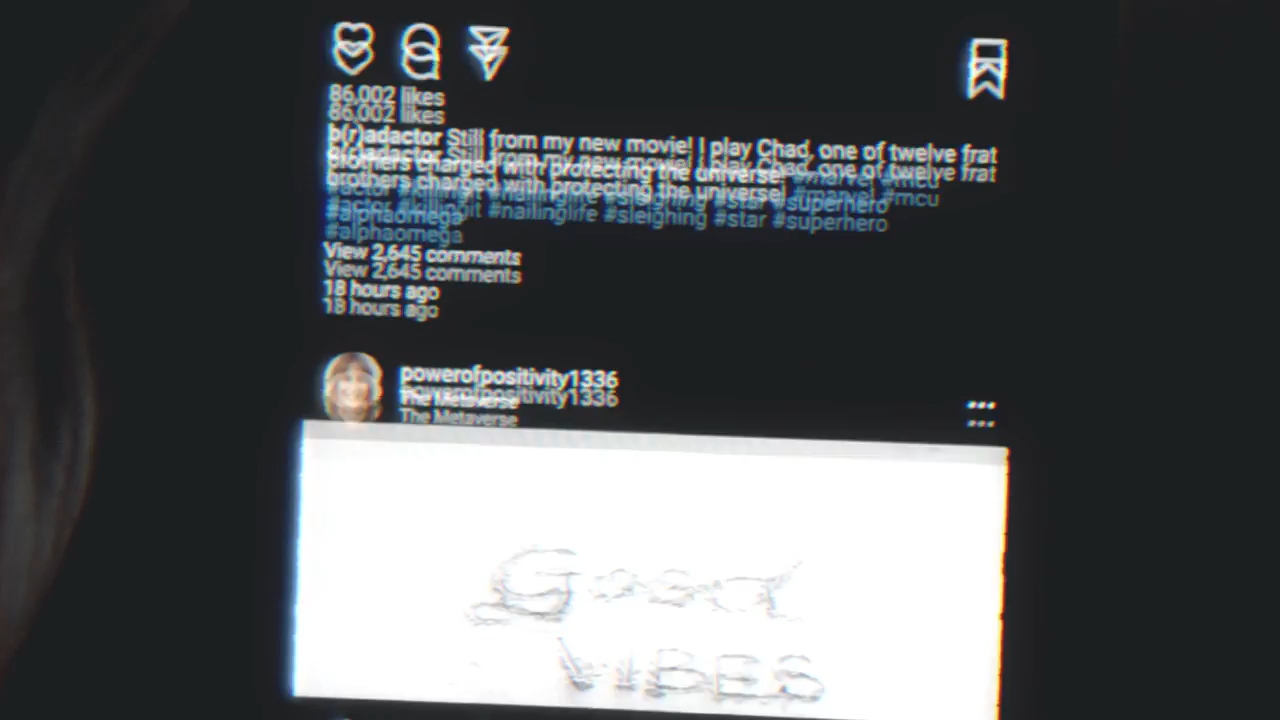 86,002 likes
b(r)adactor Still from my new movie! I play Chad, one of twelve frat
brothers charged with protecting the universe! #marvel #mcu
#actor #killingit #nailinglife #sleighing #star #superhero
#alphaomega
View 2,645 comments
18 hours ago
powerofpositivity1336
The Metaverse
Good
VIBES